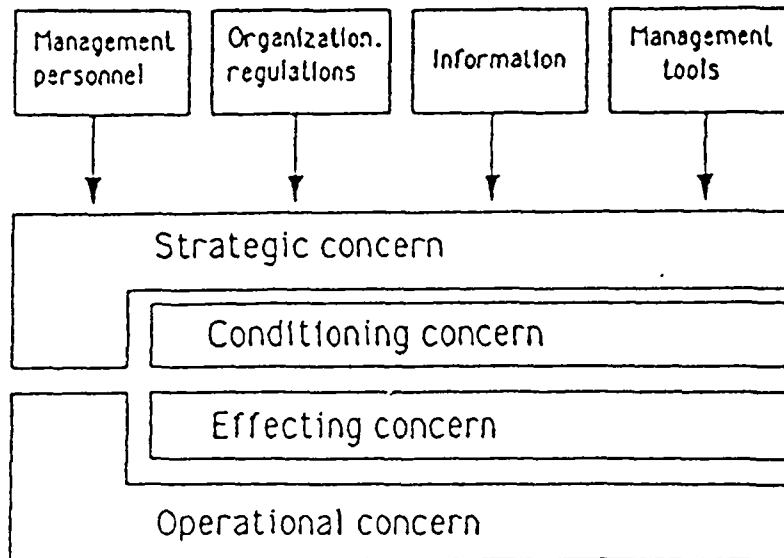 Management
personnel
Organization.
regulations
Information
Management
tools
Strategic concern
Conditioning concern
Effecting concern
Operational concern